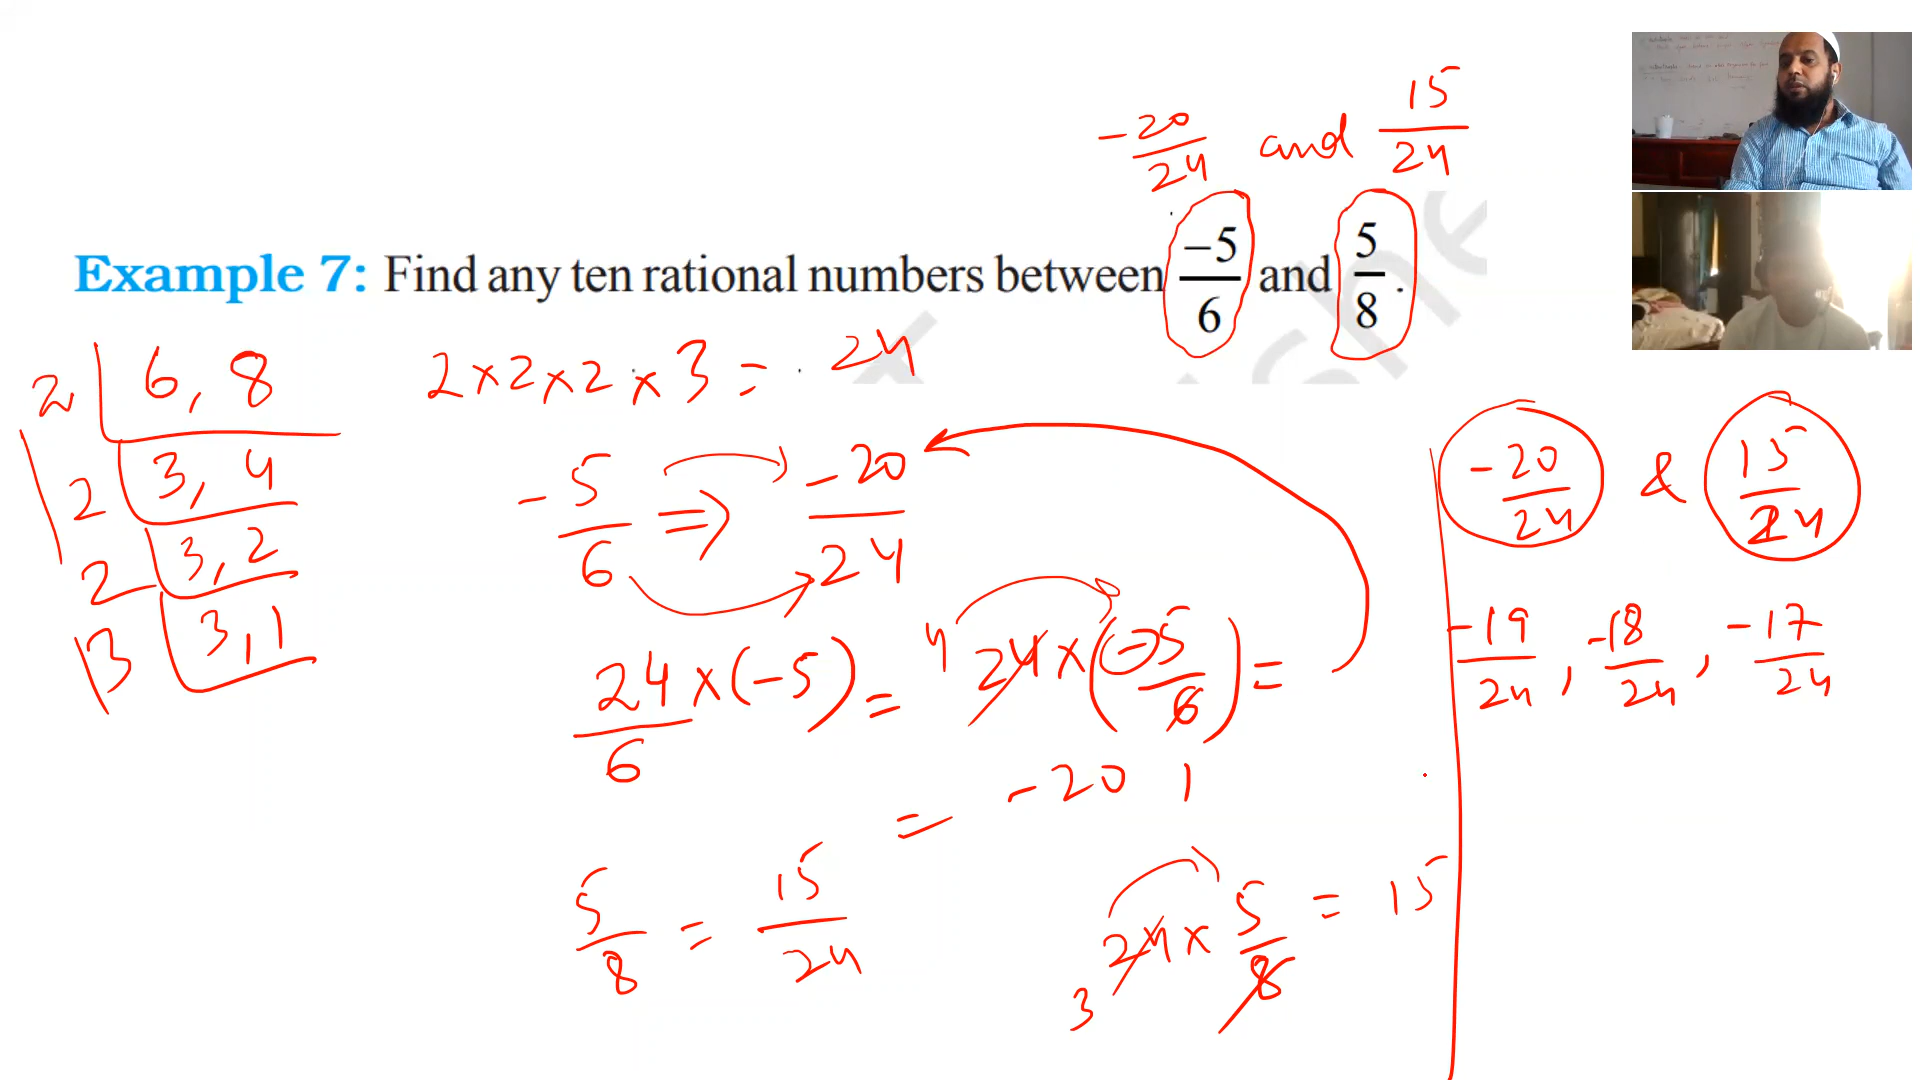 -20/24 and 15/24
Example 7: Find any ten rational numbers between -5/6 and 5/8.
2 | 6, 8
2 | 3, 4
2 | 3, 2
3 | 3, 1
2 × 2 × 2 × 3 = 24
-5/6 ⇒ -20/24
24/6 × (-5) = 4 24 × (-5/6) =
= -20 1
5/8 = 15/24
3 24 × 5/8 = 15
-20/24 & 15/24
-19/24, -18/24, -17/24